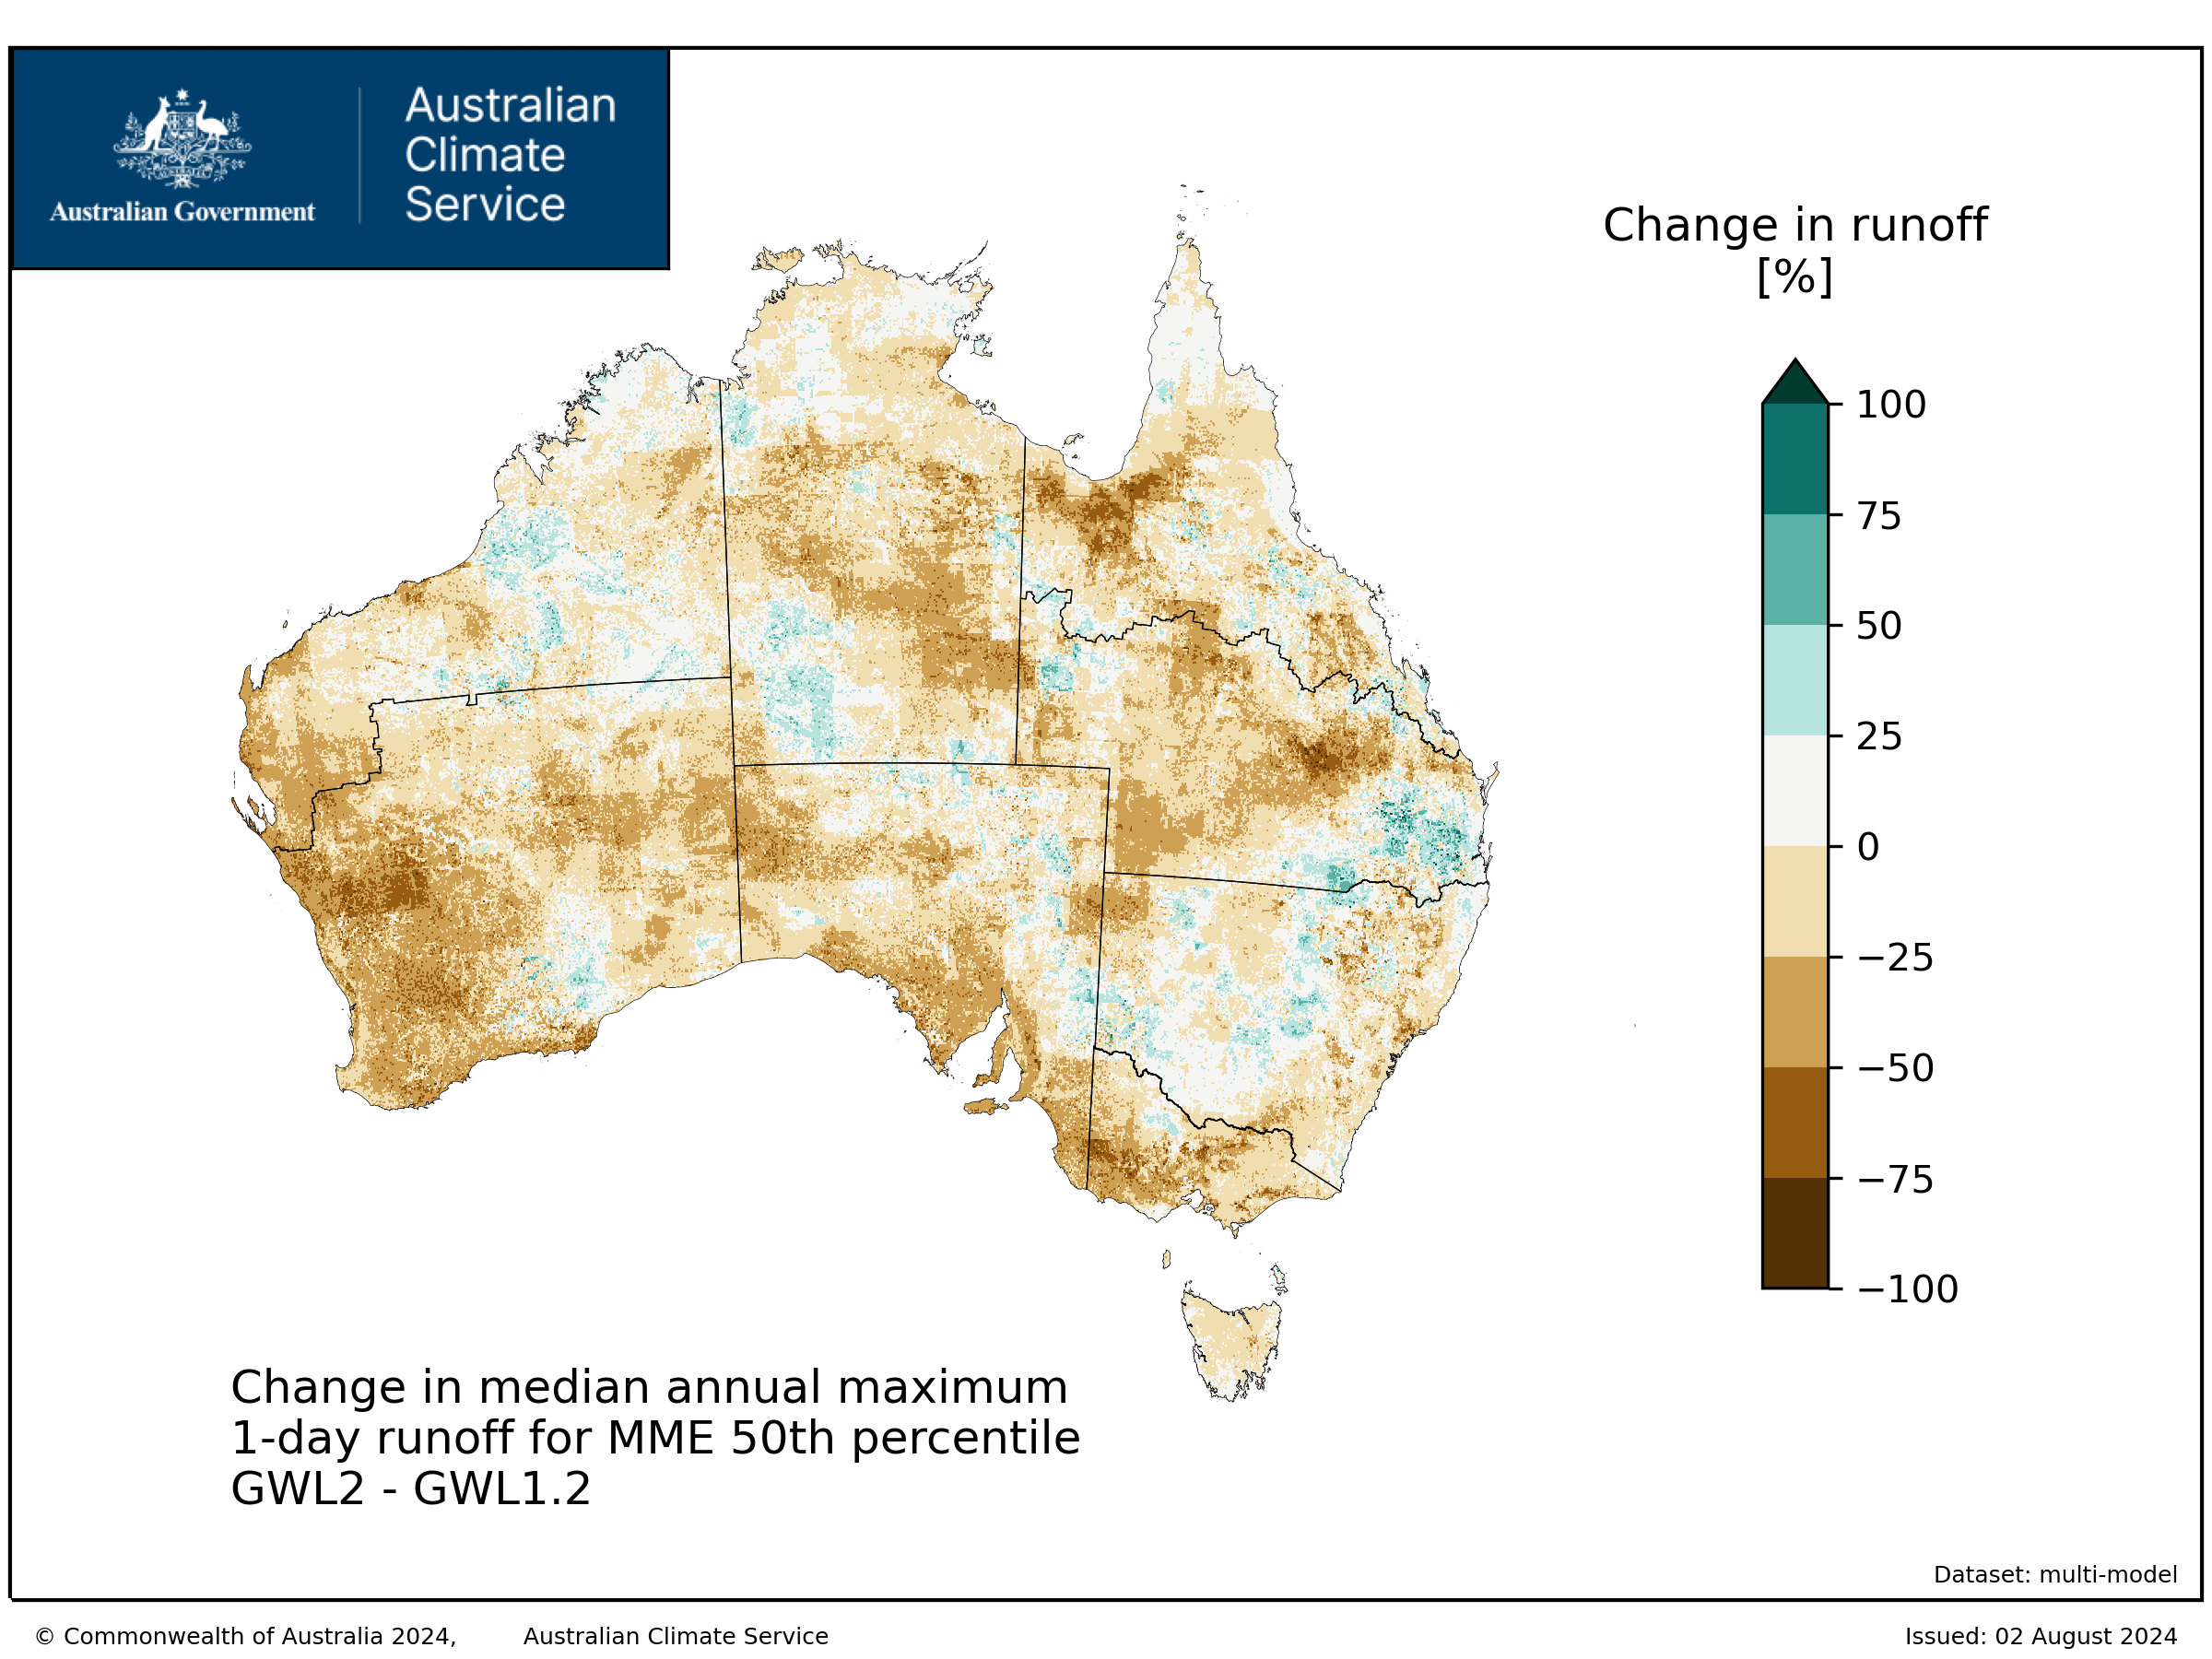 Australian Government
Australian
Climate
Service
Change in runoff
[%]
100
75
50
25
0
−25
−50
−75
−100
Change in median annual maximum
1-day runoff for MME 50th percentile
GWL2 - GWL1.2
Dataset: multi-model
© Commonwealth of Australia 2024, Australian Climate Service
Issued: 02 August 2024